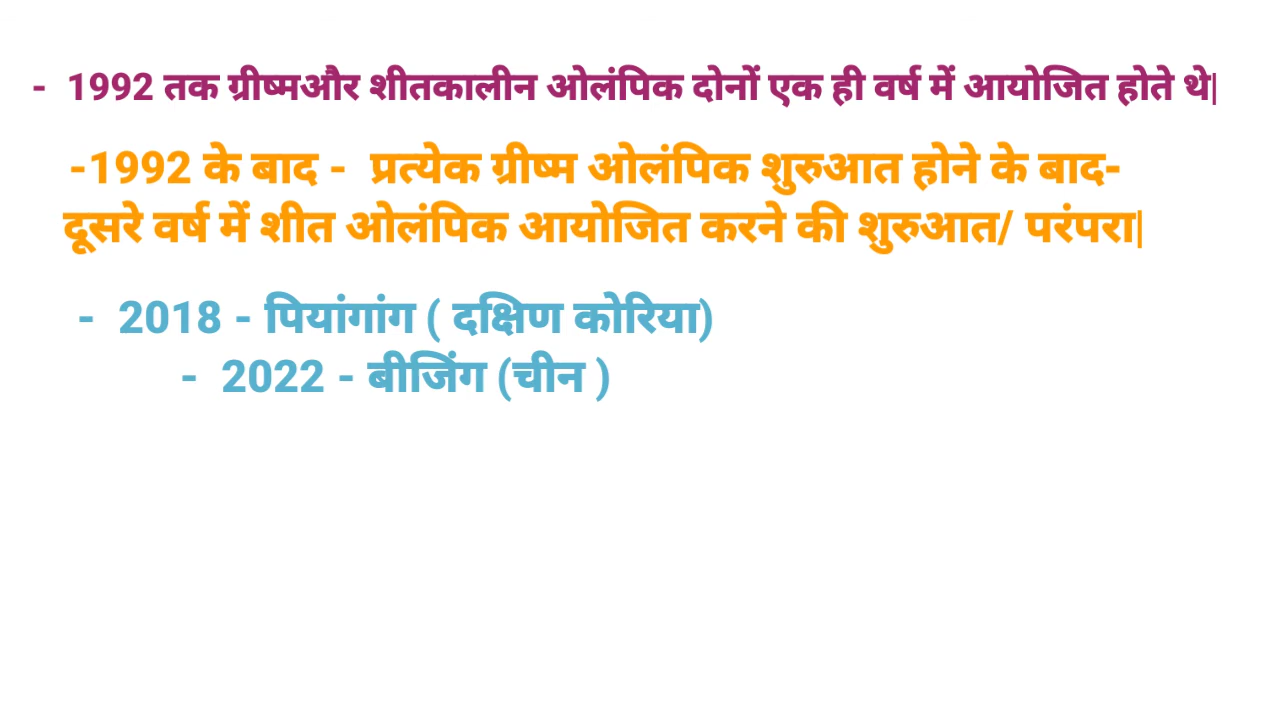 - 1992 तक ग्रीष्मऔर शीतकालीन ओलंपिक दोनों एक ही वर्ष में आयोजित होते थे|
-1992 के बाद - प्रत्येक ग्रीष्म ओलंपिक शुरुआत होने के बाद-
दूसरे वर्ष में शीत ओलंपिक आयोजित करने की शुरुआत/ परंपरा|
- 2018 - पियांगांग ( दक्षिण कोरिया)
- 2022 - बीजिंग (चीन )